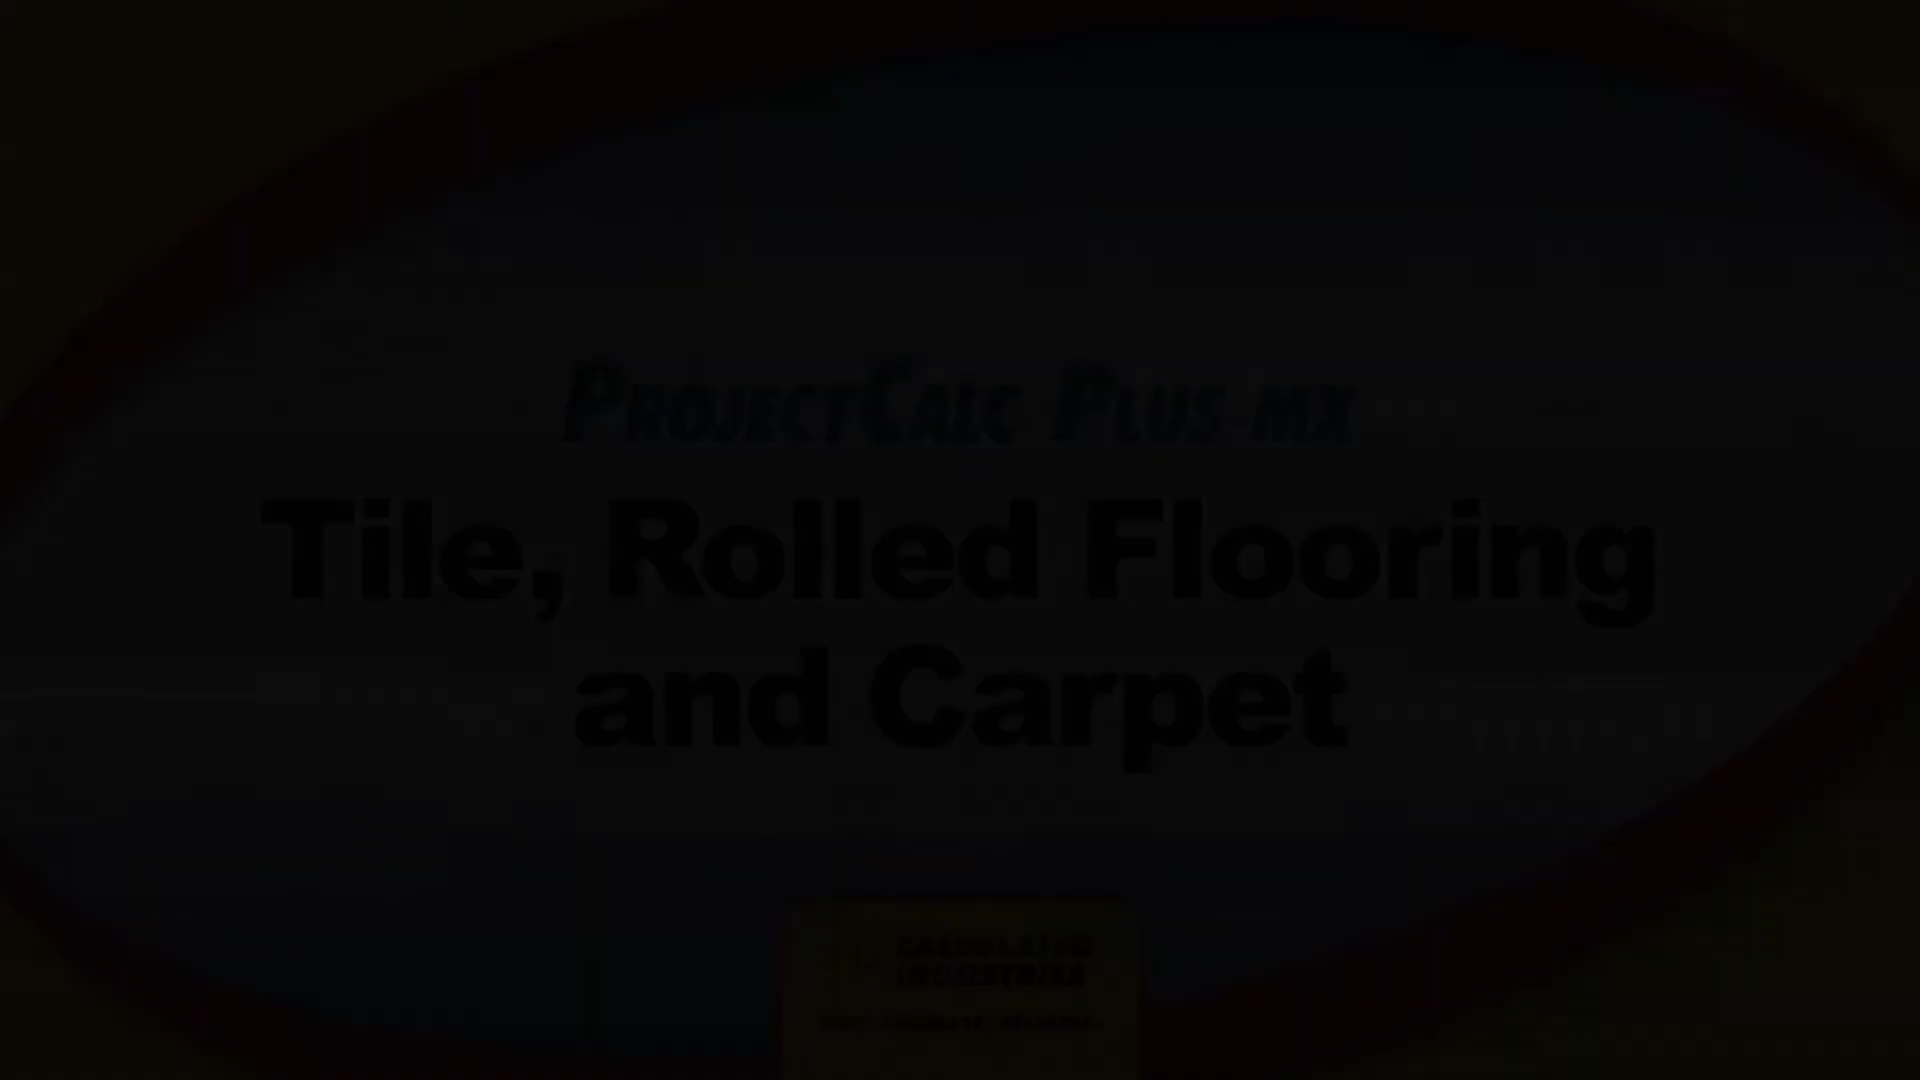 ProjectCalc Plus MX
Tile, Rolled Flooring
and Carpet
CALCULATED
INDUSTRIES